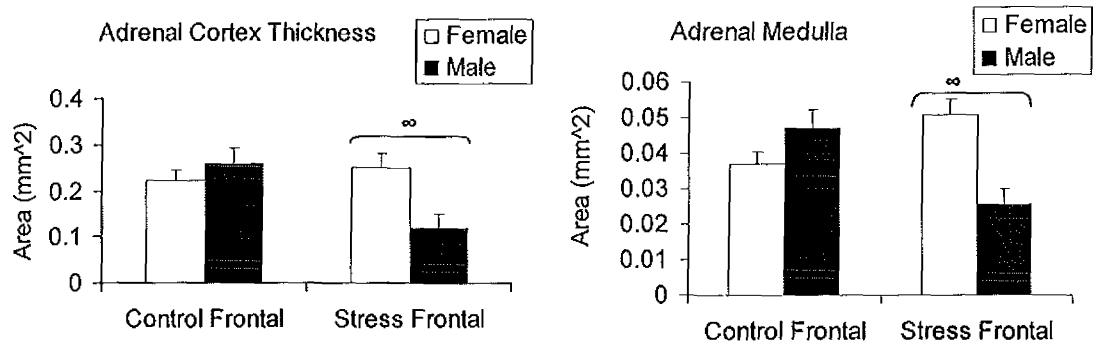 Adrenal Cortex Thickness
Female
Male
0.4
0.3
0.2
0.1
0
Area (mm^2)
∞
Control Frontal
Stress Frontal
Adrenal Medulla
Female
Male
0.06
0.05
0.04
0.03
0.02
0.01
0
Area (mm^2)
∞
Control Frontal
Stress Frontal